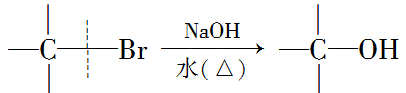 —C—Br NaOH —C—OH
水(△)